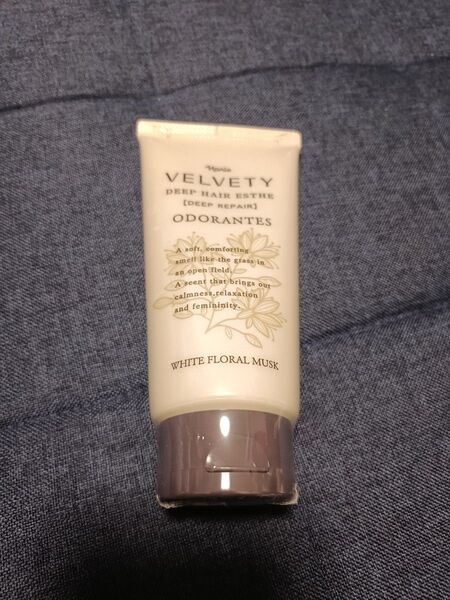 VELVETY
DEEP HAIR ESTHE
[DEEP REPAIR]
ODORANTES
A soft, comforting
smell like the grass in
an open field.
A scent that brings out
calmness,relaxation
and femininity.
WHITE FLORAL MUSK